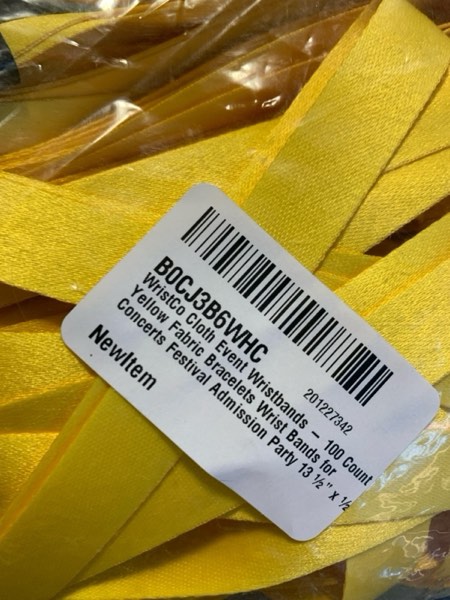 B0CJ3B6WHC
201227342
WristCo Cloth Event Wristbands – 100 Count
Yellow Fabric Bracelets Wrist Bands for
Concerts Festival Admission Party 13 ½" x ½
NewItem